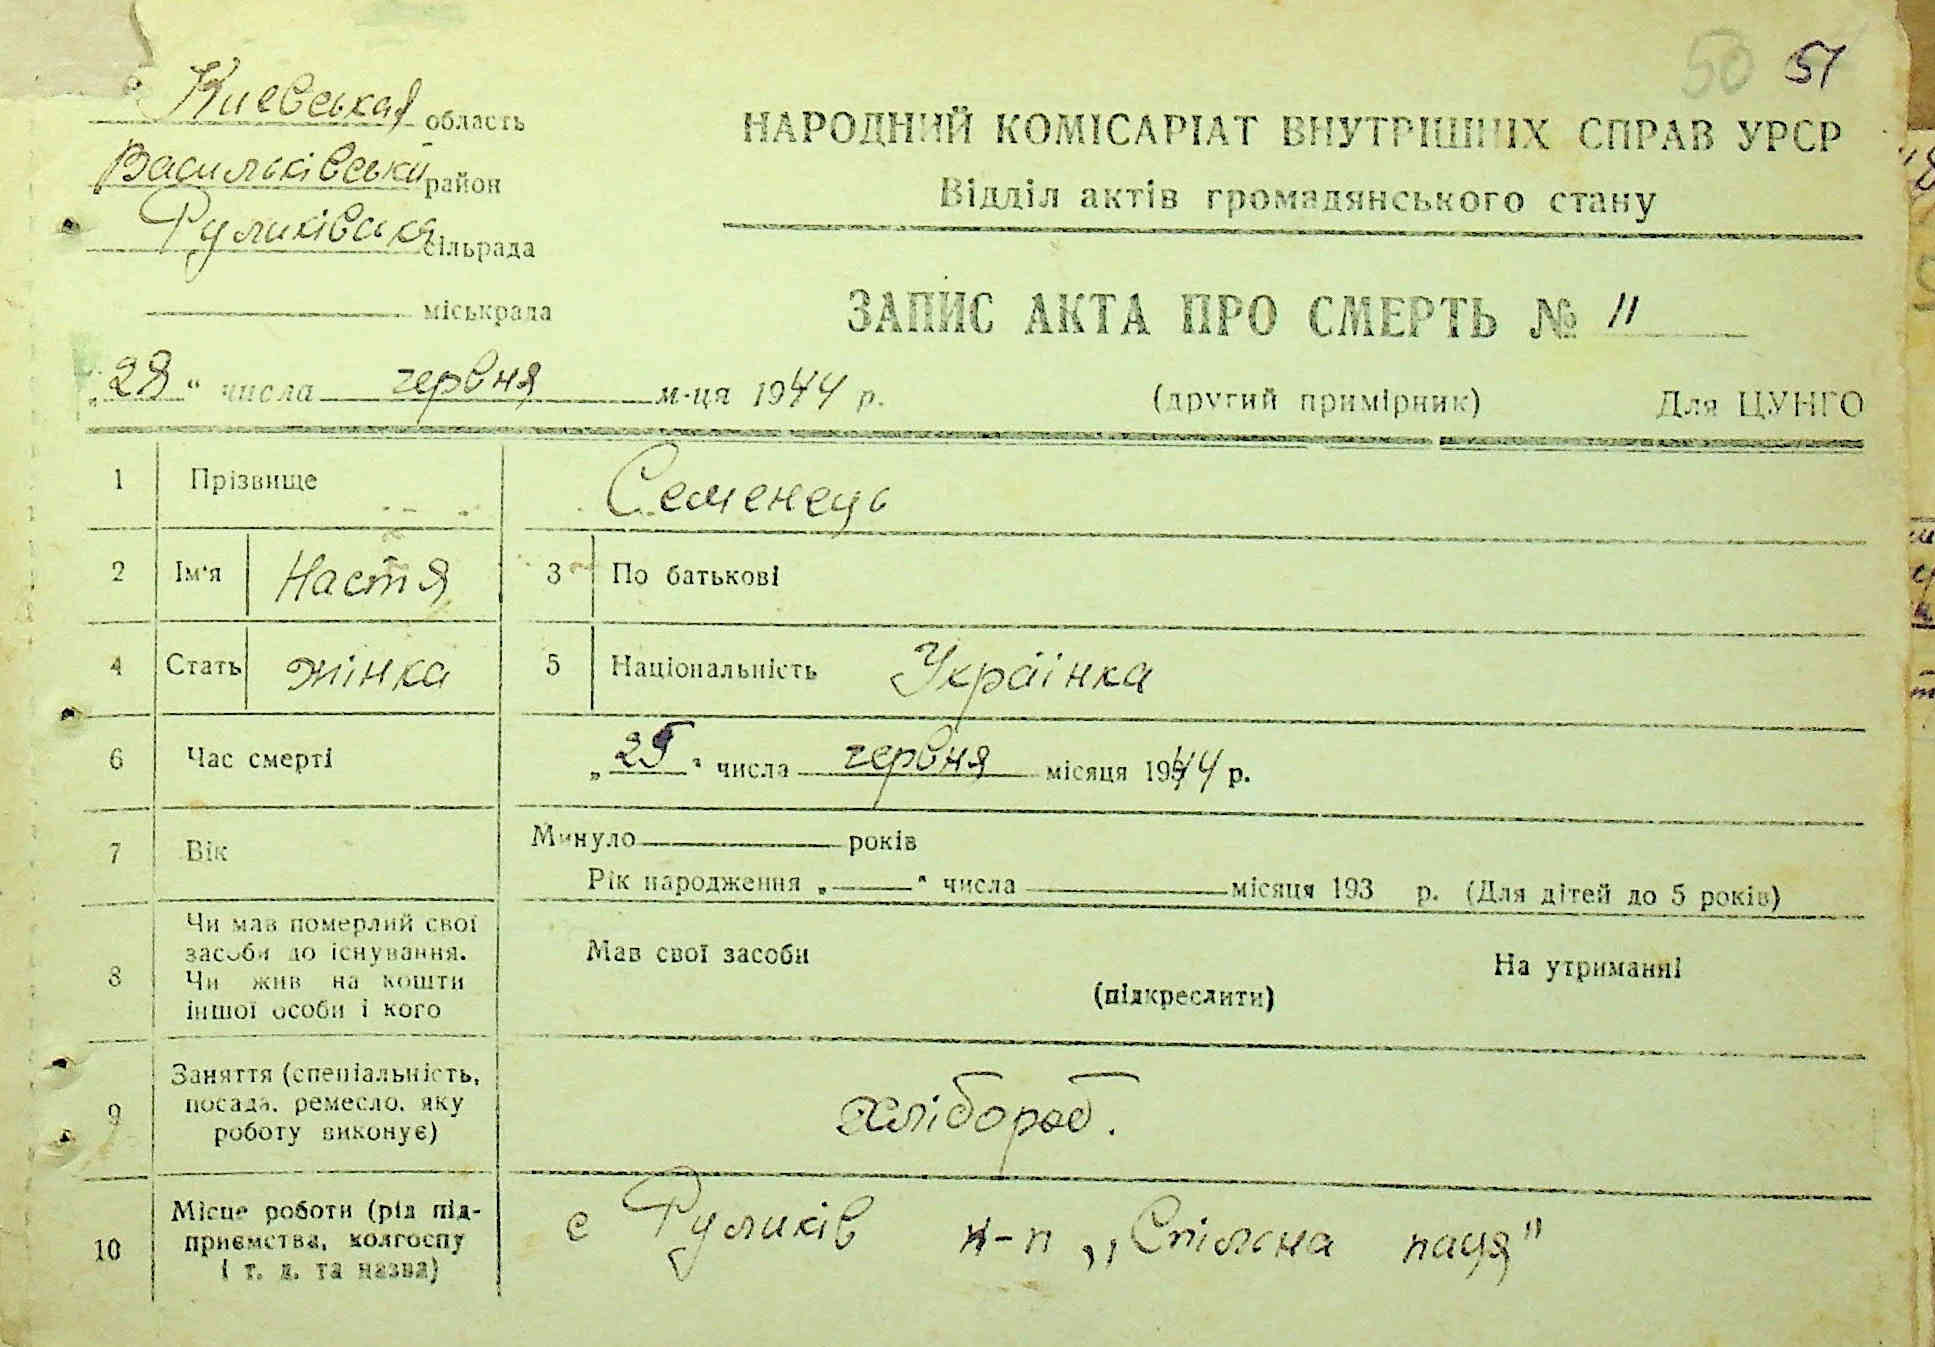 50 51
Киевська область
Васильківський район
Руликівська сільрада
міськрада
НАРОДНИЙ КОМІСАРІАТ ВНУТРІШНІХ СПРАВ УРСР
Відділ актів громадянського стану
ЗАПИС АКТА ПРО СМЕРТЬ № 11
„28“ числа червня м-ця 1944 р.
(другий примірник) Для ЦУНГО
1 Прізвище Семенець
2 Ім'я Настя 3 По батькові
4 Стать жінка 5 Національність Українка
6 Час смерті „25“ числа червня місяця 1944 р.
7 Вік Минуло років
Рік народження „ “ числа місяця 193 р. (Для дітей до 5 років)
8 Чи мав померлий свої
засоби до існування.
Чи жив на кошти
іншої особи і кого
Мав свої засоби На утриманні
(підкреслити)
9 Заняття (спеціальність,
посада, ремесло, яку
роботу виконує)
хлібороб.
10 Місце роботи (рід під-
приємства, колгоспу
і т. д. та назва)
с Руликів к-п „Спільна паця"